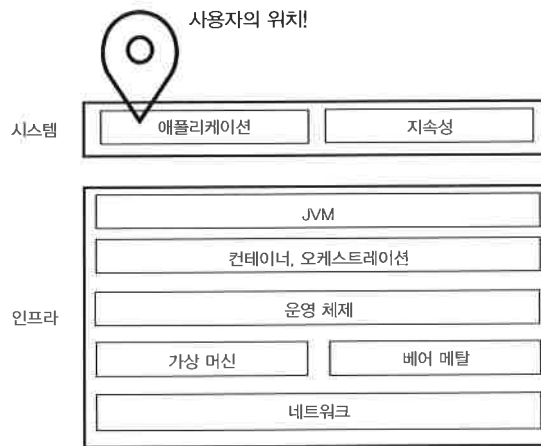 사용자의 위치!
시스템
애플리케이션
지속성
인프라
JVM
컨테이너, 오케스트레이션
운영 체제
가상 머신
베어 메탈
네트워크